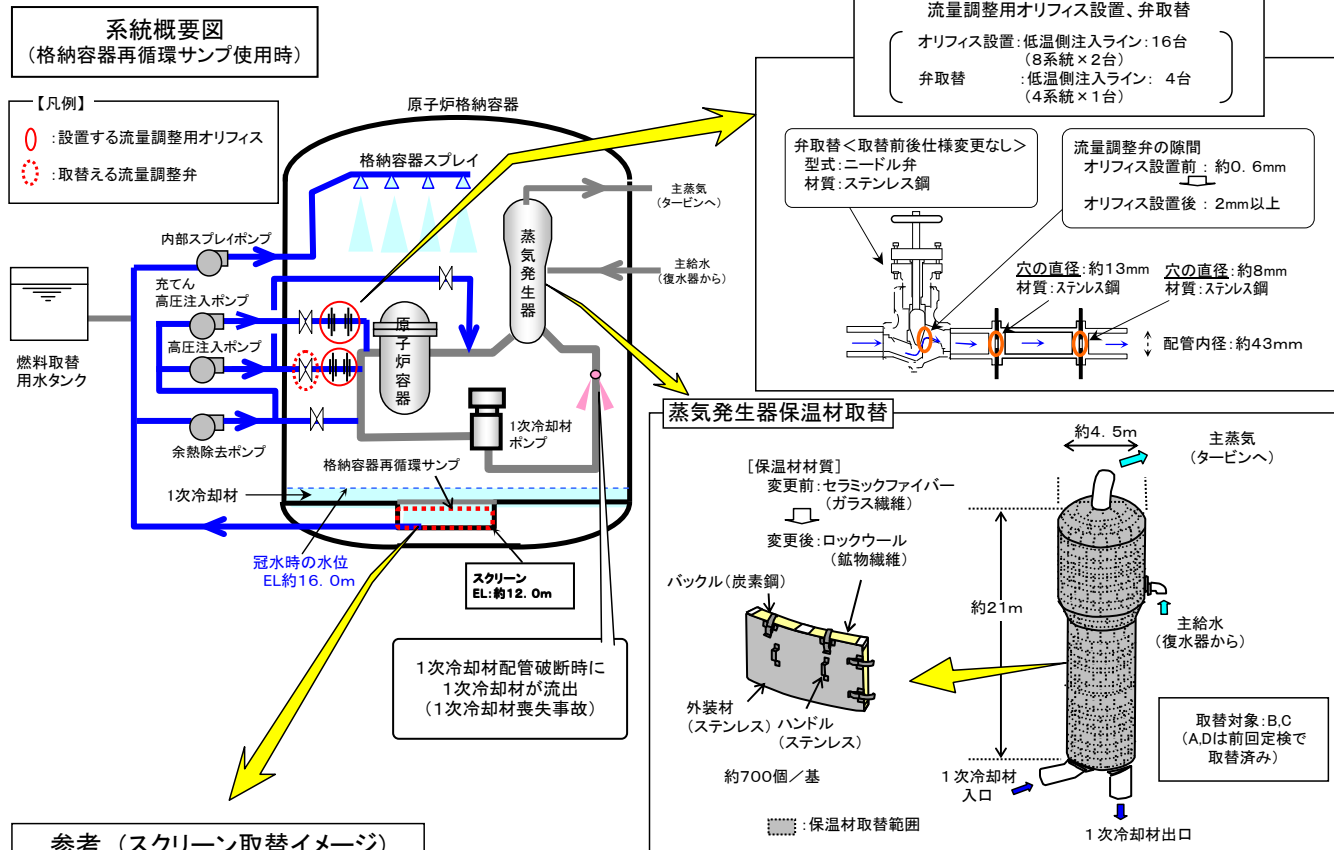 系統概要図
(格納容器再循環サンプ使用時)
【凡例】
:設置する流量調整用オリフィス
:取替える流量調整弁
原子炉格納容器
格納容器スプレイ
内部スプレイポンプ
充てん
高圧注入ポンプ
高圧注入ポンプ
余熱除去ポンプ
燃料取替
用水タンク
原子炉容器
蒸気発生器
主蒸気
(タービンへ)
主給水
(復水器から)
1次冷却材
ポンプ
格納容器再循環サンプ
1次冷却材
冠水時の水位
EL約16.0m
スクリーン
EL:約12.0m
1次冷却材配管破断時に
1次冷却材が流出
(1次冷却材喪失事故)
参考 (スクリーン取替イメージ)
流量調整用オリフィス設置、弁取替
オリフィス設置:低温側注入ライン:16台
(8系統×2台)
弁取替 :低温側注入ライン: 4台
(4系統×1台)
弁取替<取替前後仕様変更なし>
型式:ニードル弁
材質:ステンレス鋼
流量調整弁の隙間
オリフィス設置前 : 約0.6mm
オリフィス設置後 : 2mm以上
穴の直径:約13mm
材質:ステンレス鋼
穴の直径:約8mm
材質:ステンレス鋼
配管内径:約43mm
蒸気発生器保温材取替
[保温材材質]
変更前:セラミックファイバー
(ガラス繊維)
変更後:ロックウール
(鉱物繊維)
バックル(炭素鋼)
外装材
(ステンレス)
ハンドル
(ステンレス)
約700個/基
:保温材取替範囲
約4.5m
主蒸気
(タービンへ)
約21m
主給水
(復水器から)
取替対象:B,C
(A,Dは前回定検で
取替済み)
1次冷却材
入口
1次冷却材出口